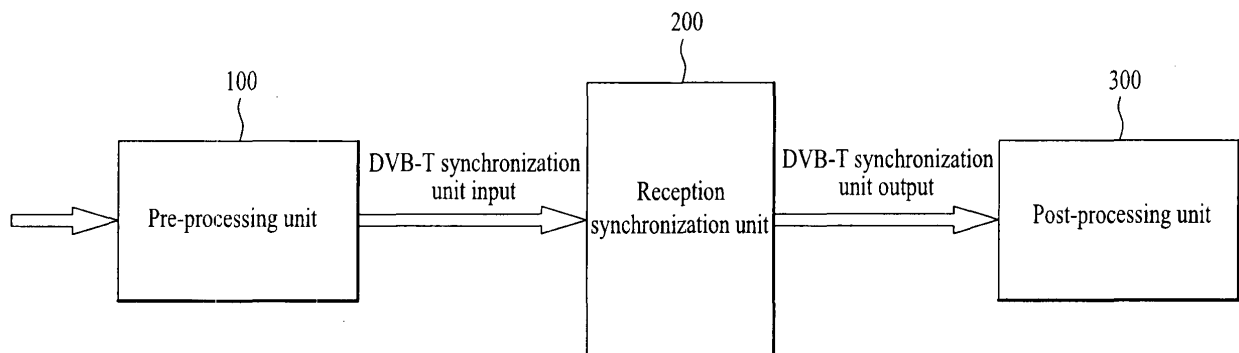 200
100
300
DVB-T synchronization
unit input
DVB-T synchronization
unit output
Pre-processing unit
Reception
synchronization unit
Post-processing unit